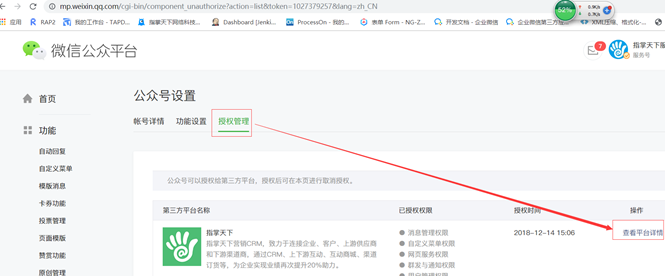 mp.weixin.qq.com/cgi-bin/component_unauthorize?action=list&token=1027379257&lang=zh_CN
52%
0.9K/s
0.7K/s
应用 RAP2 我的工作台 - TAPD... 指掌天下网络科技... Dashboard [Jenki... ProcessOn - 我的... 表单 Form - NG-Z... 开发文档 - 企业微信 企业微信第三方应... XML压缩、格式化-...
微信公众平台
7
指掌天下服
服务号
首页
功能
自动回复
自定义菜单
模版消息
卡券功能
投票管理
页面模版
赞赏功能
原创管理
公众号设置
帐号详情 功能设置 授权管理
公众号可以授权给第三方平台，授权后可在本页进行取消授权。
第三方平台名称 已授权权限 授权时间 操作
指掌天下
指掌天下营销CRM，致力于连接企业、客户、上游供应商
和下游渠道商。通过CRM、上下游互动、互动商城、渠道
订货等，为企业实现业绩再次提升20%助力。
消息管理权限
自定义菜单权限
网页服务权限
群发与通知权限
2018-12-14 15:06
查看平台详情